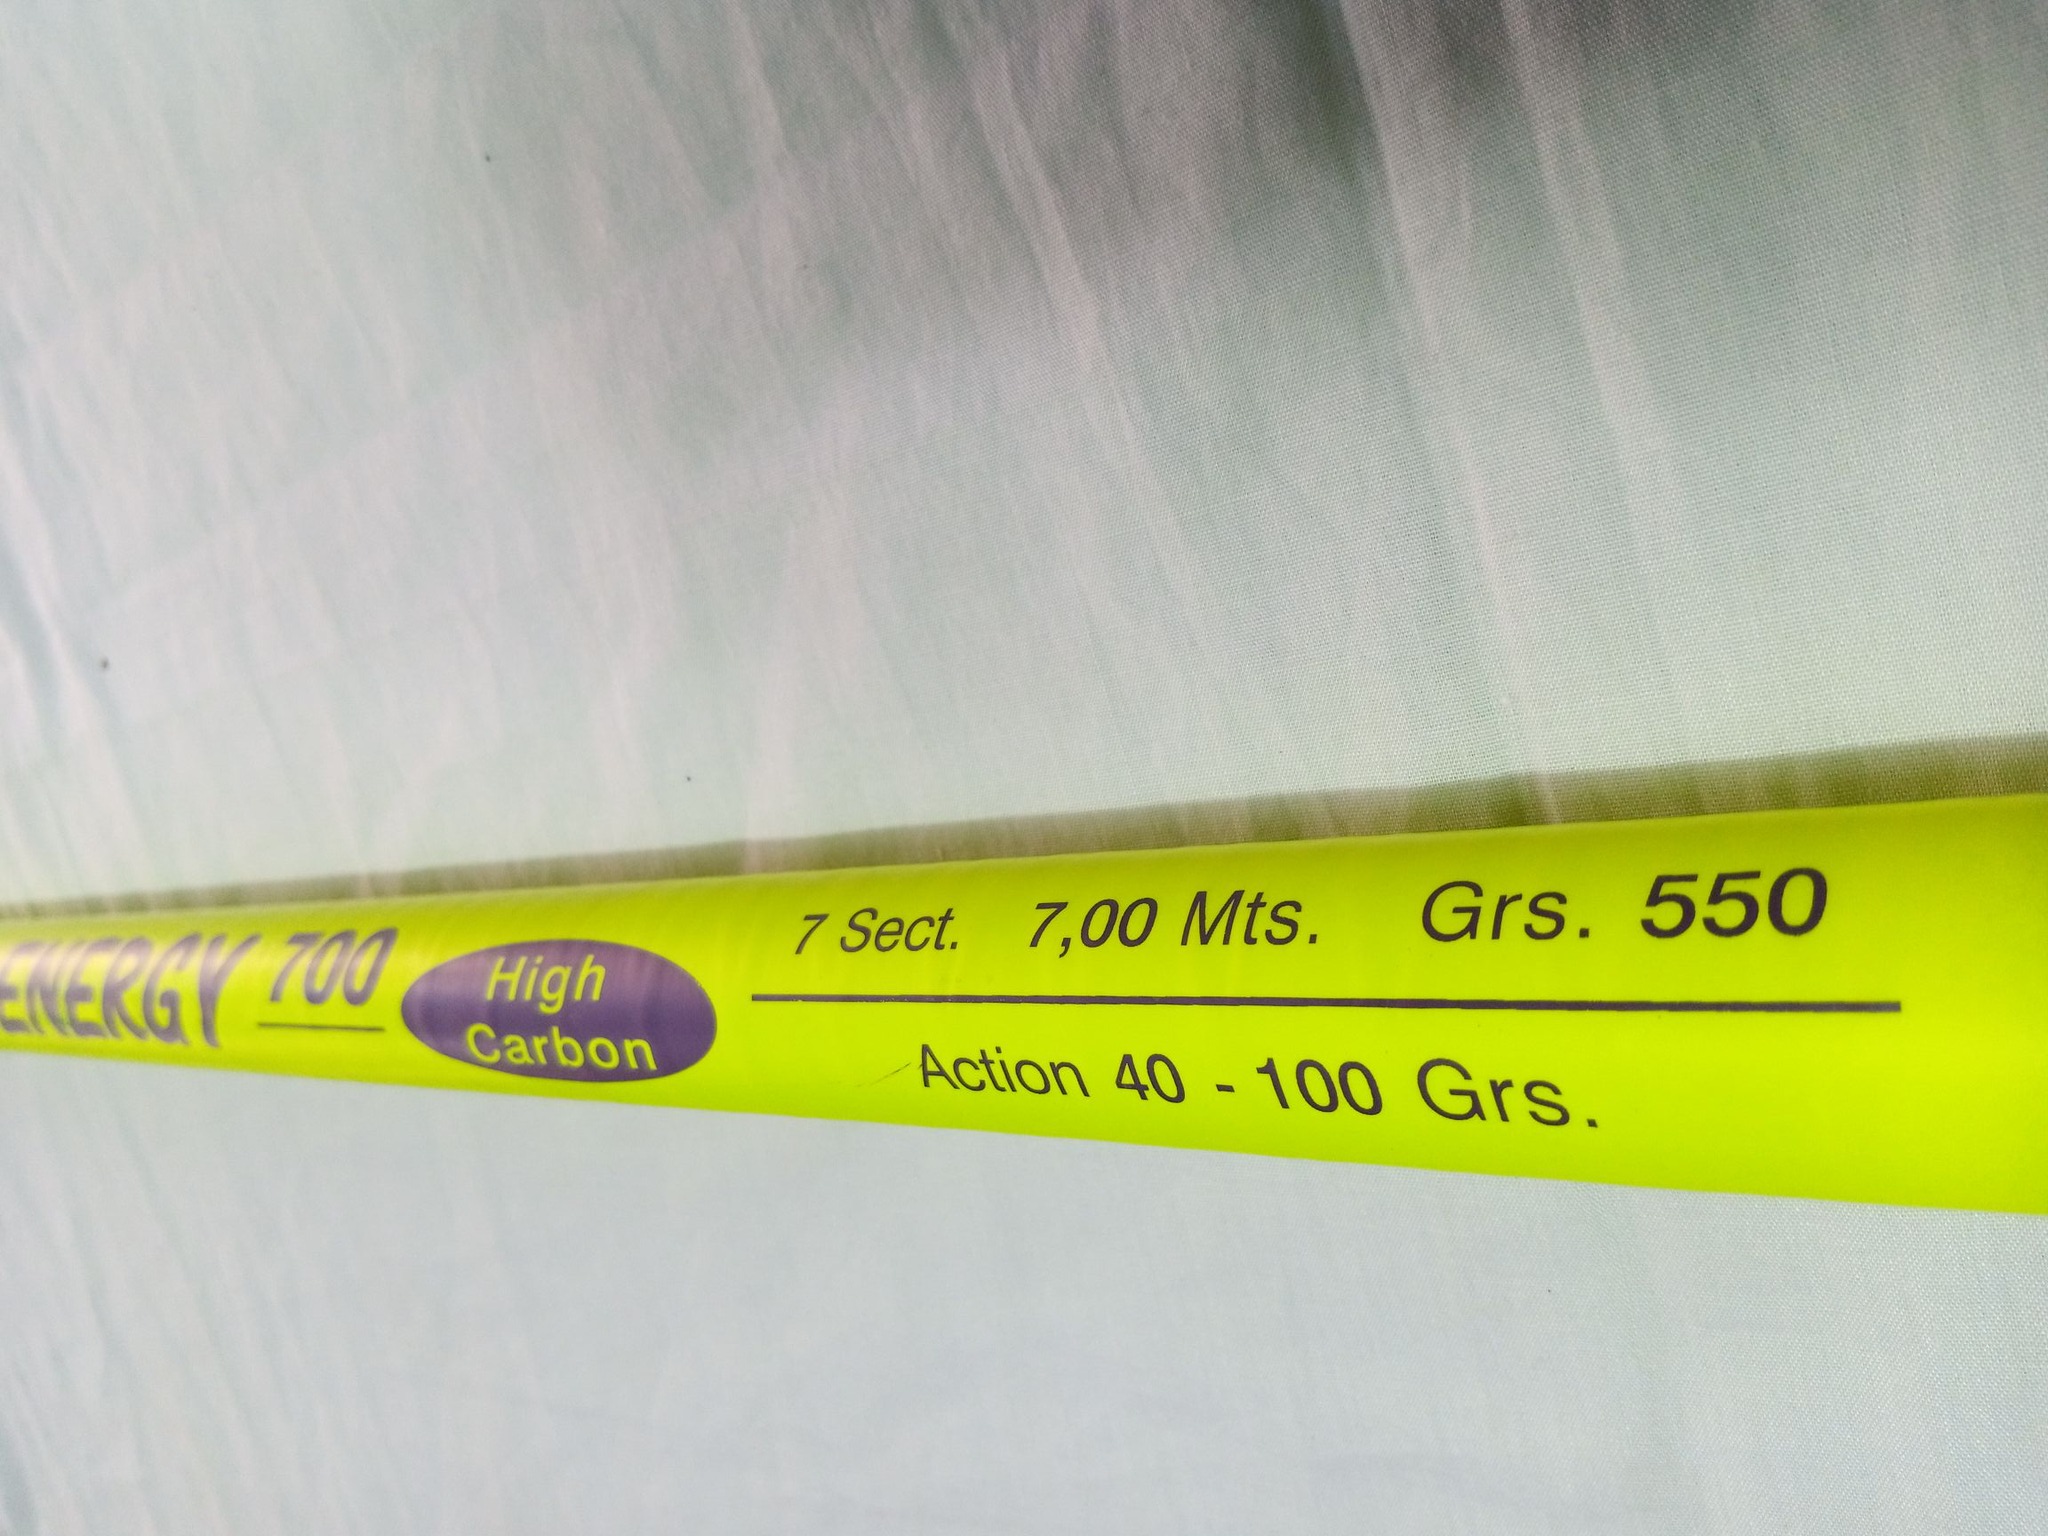 ENERGY 700
High
Carbon
7 Sect. 7,00 Mts. Grs. 550
Action 40 - 100 Grs.